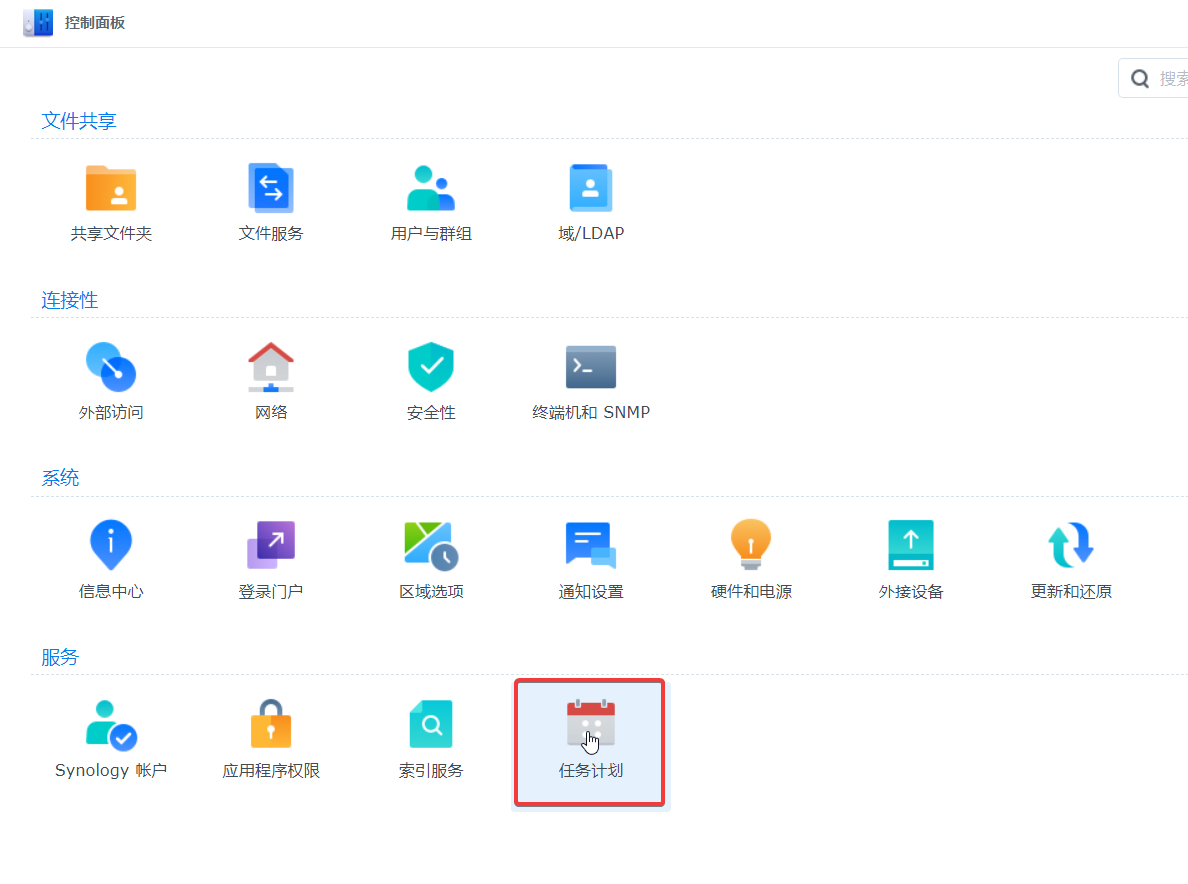 控制面板
搜索
文件共享
共享文件夹
文件服务
用户与群组
域/LDAP
连接性
外部访问
网络
安全性
终端机和 SNMP
系统
信息中心
登录门户
区域选项
通知设置
硬件和电源
外接设备
更新和还原
服务
Synology 帐户
应用程序权限
索引服务
任务计划